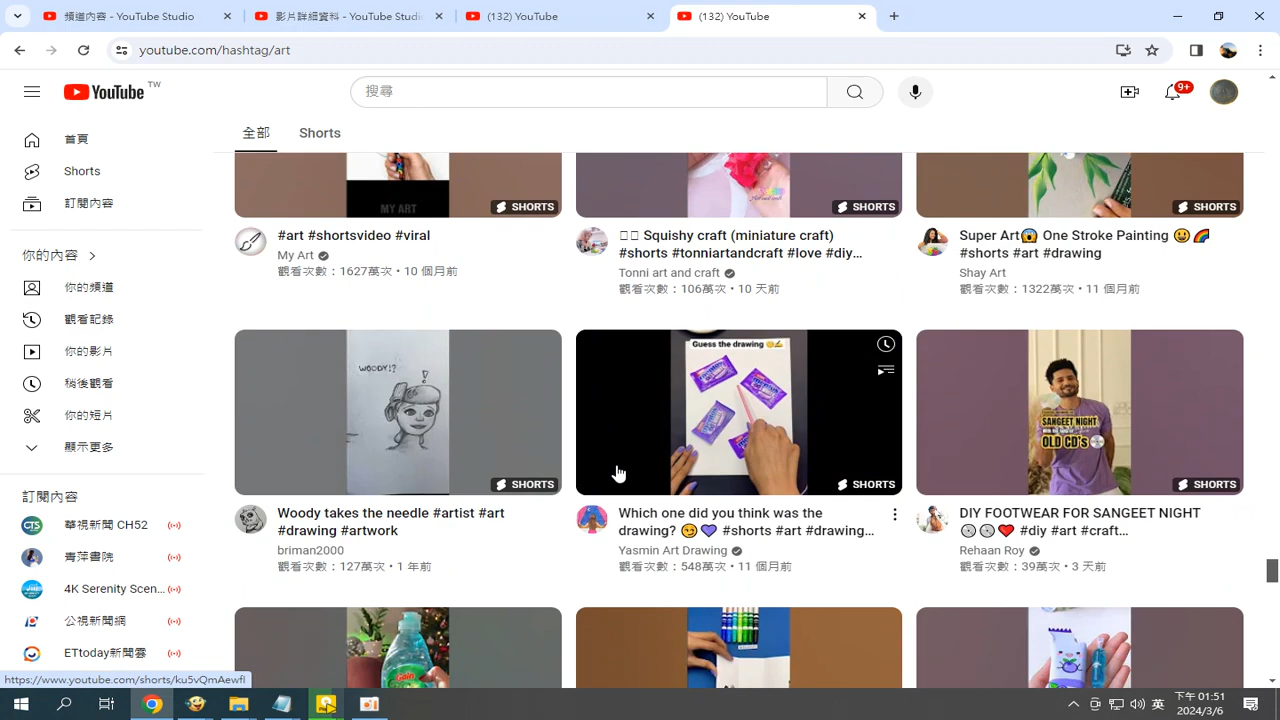 頻道內容 - YouTube Studio
影片詳細資料 - YouTube Studio
(132) YouTube
(132) YouTube
youtube.com/hashtag/art
YouTube TW
搜尋
9+
全部
Shorts
首頁
Shorts
訂閱內容
你的內容
你的頻道
觀看記錄
你的影片
稍後觀看
你的短片
顯示更多
訂閱內容
華視新聞 CH52
青萍書院
4K Serenity Scen...
公視新聞網
ETtoday新聞雲
MY ART
SHORTS
#art #shortsvideo #viral
My Art
觀看次數：1627萬次 • 10 個月前
SHORTS
Squishy craft (miniature craft)
#shorts #tonniartandcraft #love #diy...
Tonni art and craft
觀看次數：106萬次 • 10 天前
SHORTS
Super Art😱 One Stroke Painting 😃🌈
#shorts #art #drawing
Shay Art
觀看次數：1322萬次 • 11 個月前
WOODY!?
SHORTS
Woody takes the needle #artist #art
#drawing #artwork
briman2000
觀看次數：127萬次 • 1 年前
Guess the drawing
SHORTS
Which one did you think was the
drawing? 😏💜 #shorts #art #drawing...
Yasmin Art Drawing
觀看次數：548萬次 • 11 個月前
SANGEET NIGHT
OLD CD's
SHORTS
DIY FOOTWEAR FOR SANGEET NIGHT
💿💿❤️ #diy #art #craft...
Rehaan Roy
觀看次數：39萬次 • 3 天前
Gain
https://www.youtube.com/shorts/ku5vQmAewfI
英
下午 01:51
2024/3/6